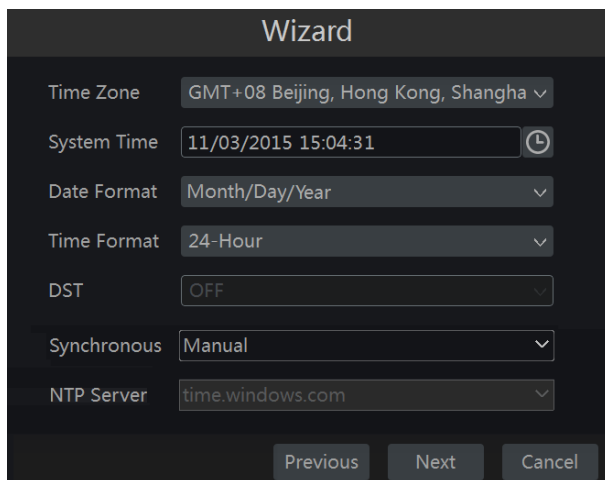 Wizard
Time Zone GMT+08 Beijing, Hong Kong, Shangha
System Time 11/03/2015 15:04:31
Date Format Month/Day/Year
Time Format 24-Hour
DST OFF
Synchronous Manual
NTP Server time.windows.com
Previous Next Cancel